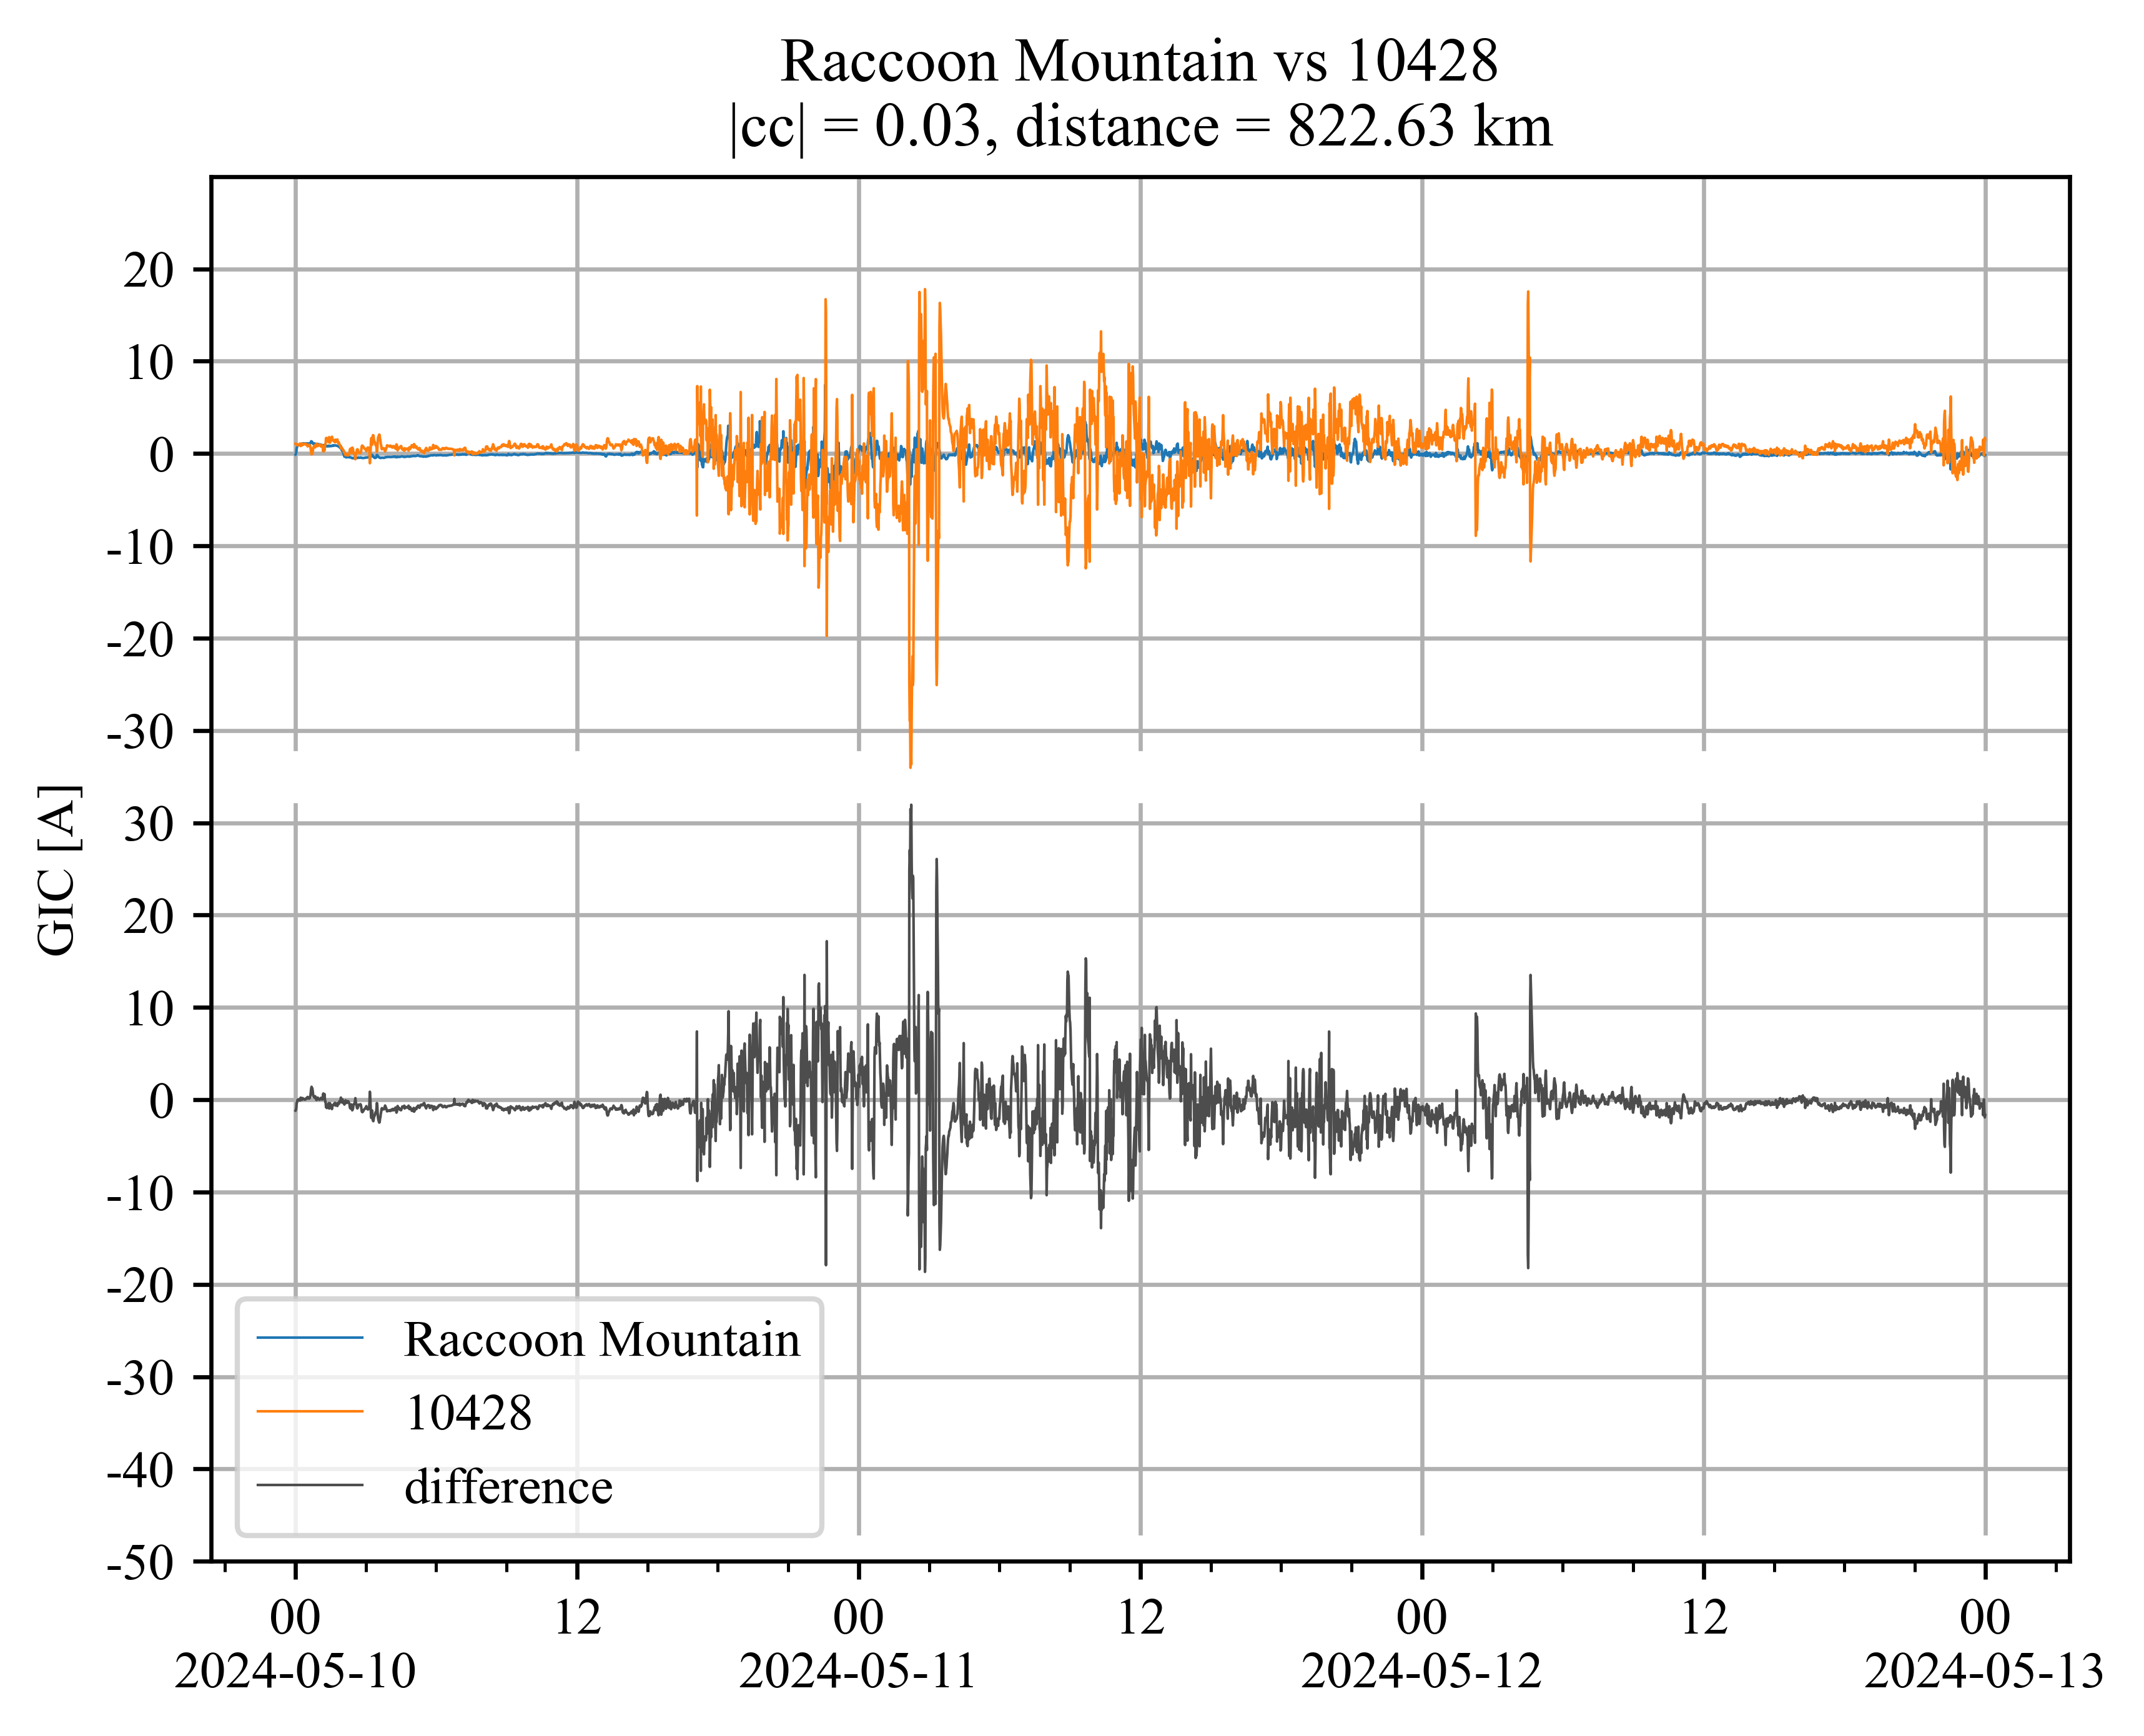 Raccoon Mountain vs 10428
|cc| = 0.03, distance = 822.63 km
GIC [A]
20
10
0
-10
-20
-30
30
20
10
0
-10
-20
-30
-40
-50
Raccoon Mountain
10428
difference
00 12 00 12 00 12 00
2024-05-10 2024-05-11 2024-05-12 2024-05-13